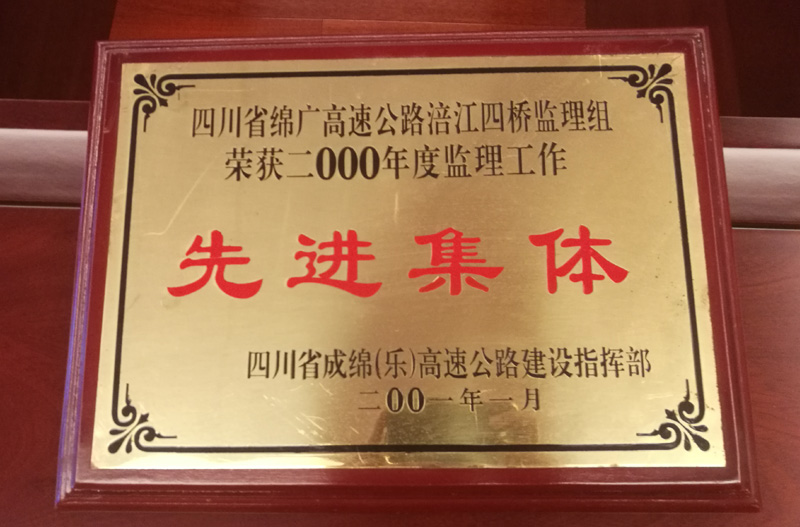 四川省绵广高速公路涪江四桥监理组
荣获二000年度监理工作
先进集体
四川省成绵(乐)高速公路建设指挥部
二00一年一月